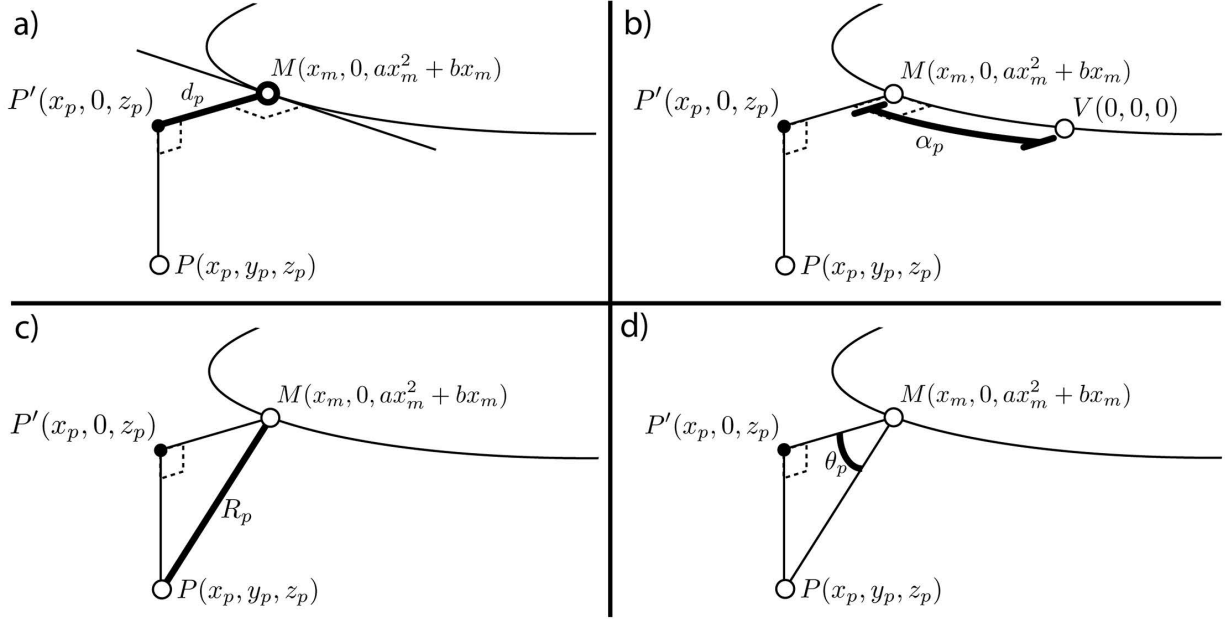 a)
M(x_m, 0, ax_m^2 + bx_m)
d_p
P'(x_p, 0, z_p)
P(x_p, y_p, z_p)
b)
M(x_m, 0, ax_m^2 + bx_m)
P'(x_p, 0, z_p)
V(0, 0, 0)
α_p
P(x_p, y_p, z_p)
c)
M(x_m, 0, ax_m^2 + bx_m)
P'(x_p, 0, z_p)
R_p
P(x_p, y_p, z_p)
d)
M(x_m, 0, ax_m^2 + bx_m)
P'(x_p, 0, z_p)
θ_p
P(x_p, y_p, z_p)